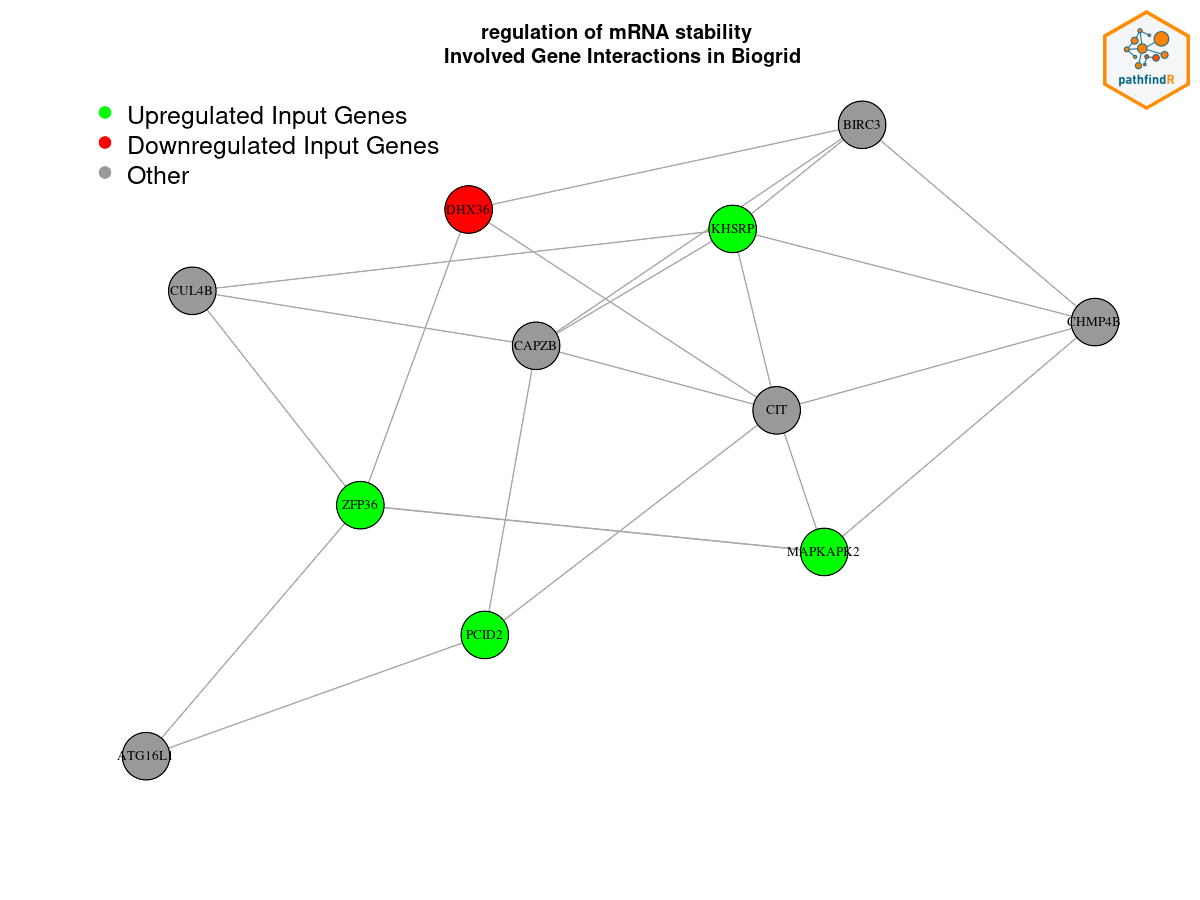 regulation of mRNA stability
Involved Gene Interactions in Biogrid
pathfindR
Upregulated Input Genes
Downregulated Input Genes
Other
BIRC3
DHX36
KHSRP
CUL4B
CHMP4B
CAPZB
CIT
ZFP36
MAPKAPK2
PCID2
ATG16L1